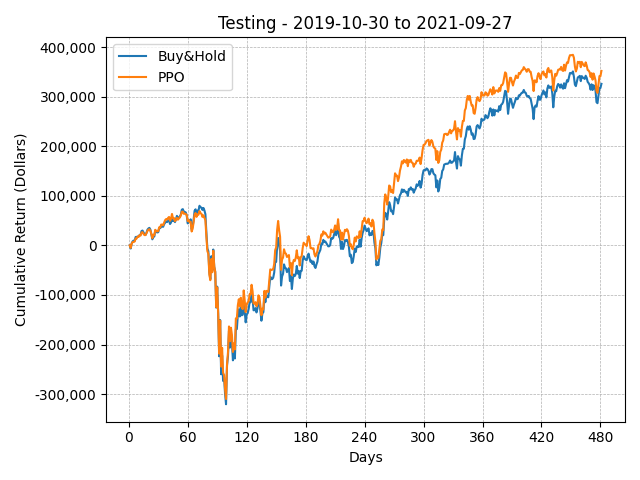 Testing - 2019-10-30 to 2021-09-27
400,000
300,000
200,000
100,000
0
-100,000
-200,000
-300,000
Cumulative Return (Dollars)
Buy&Hold
PPO
0 60 120 180 240 300 360 420 480
Days